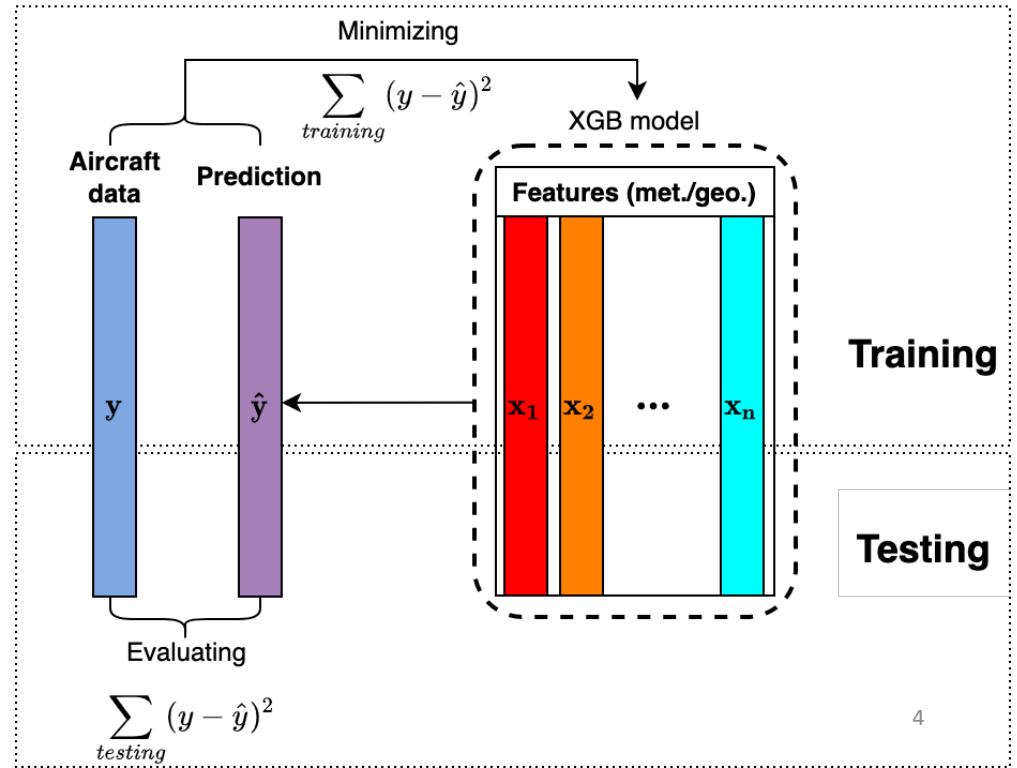 Minimizing
∑ (y − ŷ)²
training
XGB model
Aircraft
data
Prediction
Features (met./geo.)
Training
y
ŷ
x₁
x₂
...
xₙ
Testing
Evaluating
∑ (y − ŷ)²
testing
4